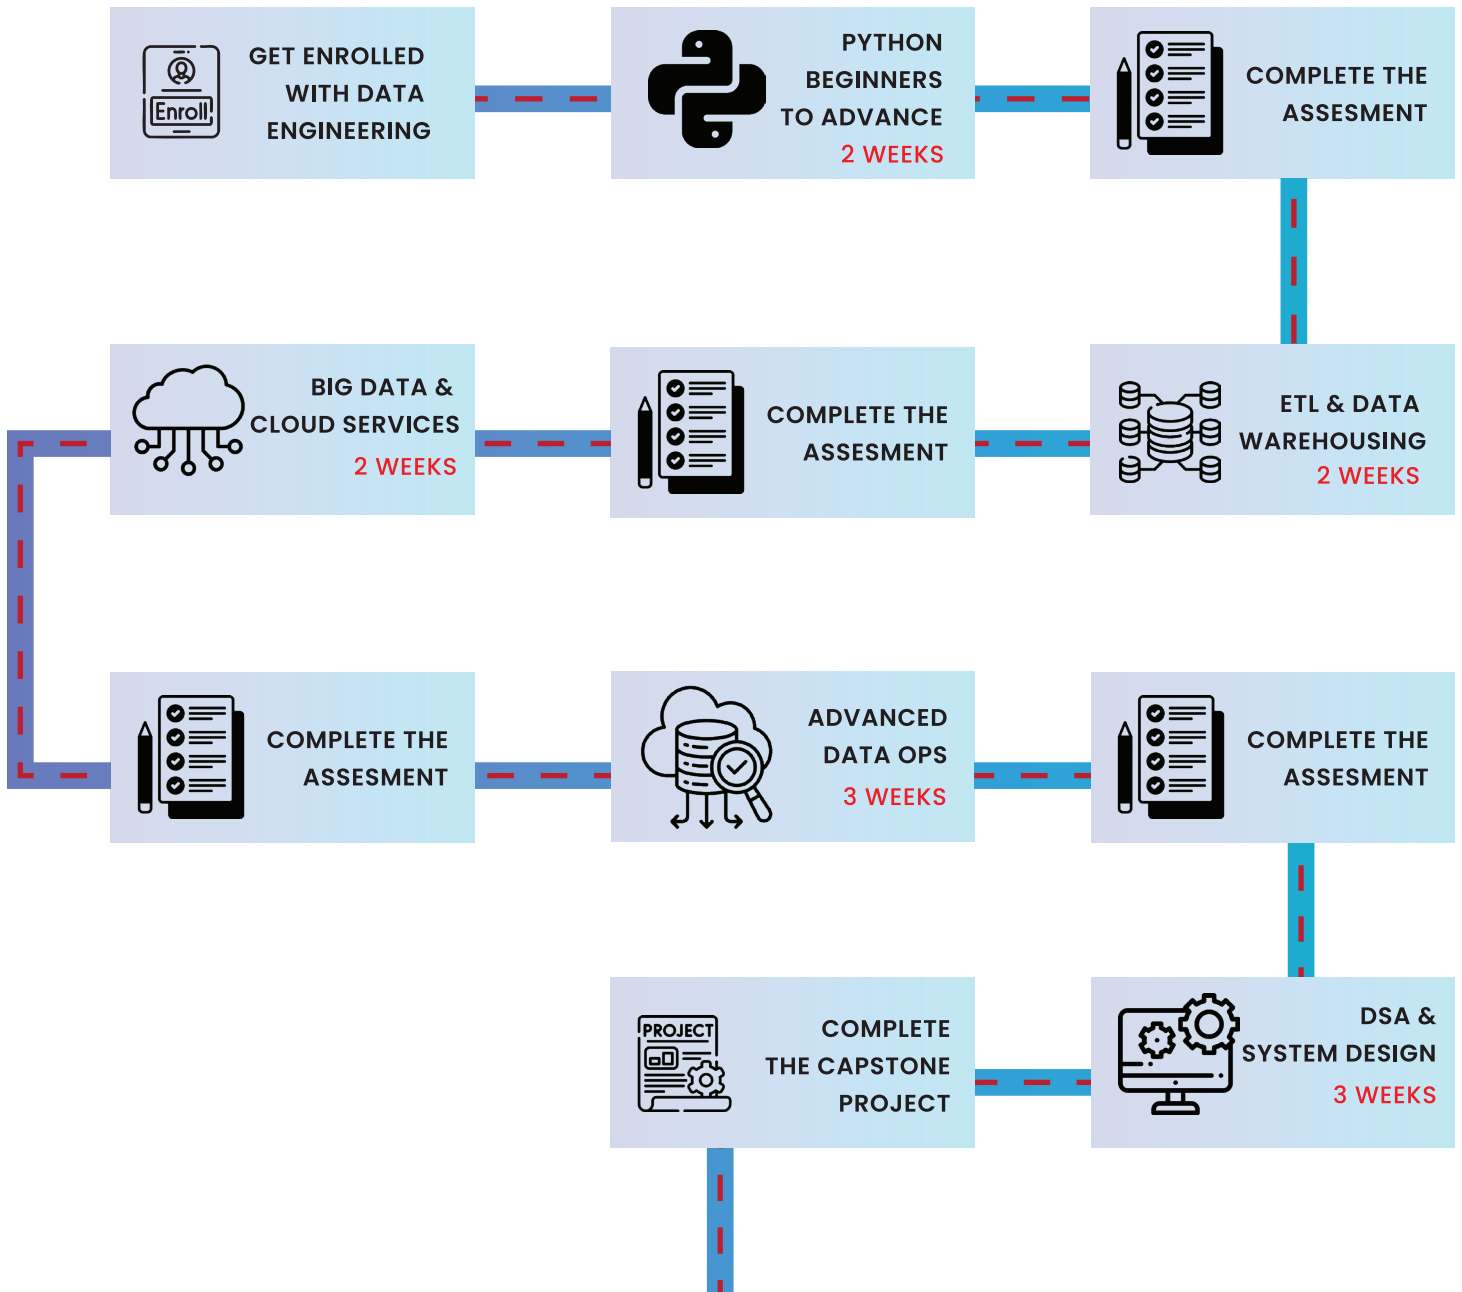 Enroll
GET ENROLLED
WITH DATA
ENGINEERING
PYTHON
BEGINNERS
TO ADVANCE
2 WEEKS
COMPLETE THE
ASSESMENT
ETL & DATA
WAREHOUSING
2 WEEKS
COMPLETE THE
ASSESMENT
BIG DATA &
CLOUD SERVICES
2 WEEKS
COMPLETE THE
ASSESMENT
ADVANCED
DATA OPS
3 WEEKS
COMPLETE THE
ASSESMENT
DSA &
SYSTEM DESIGN
3 WEEKS
PROJECT
COMPLETE
THE CAPSTONE
PROJECT